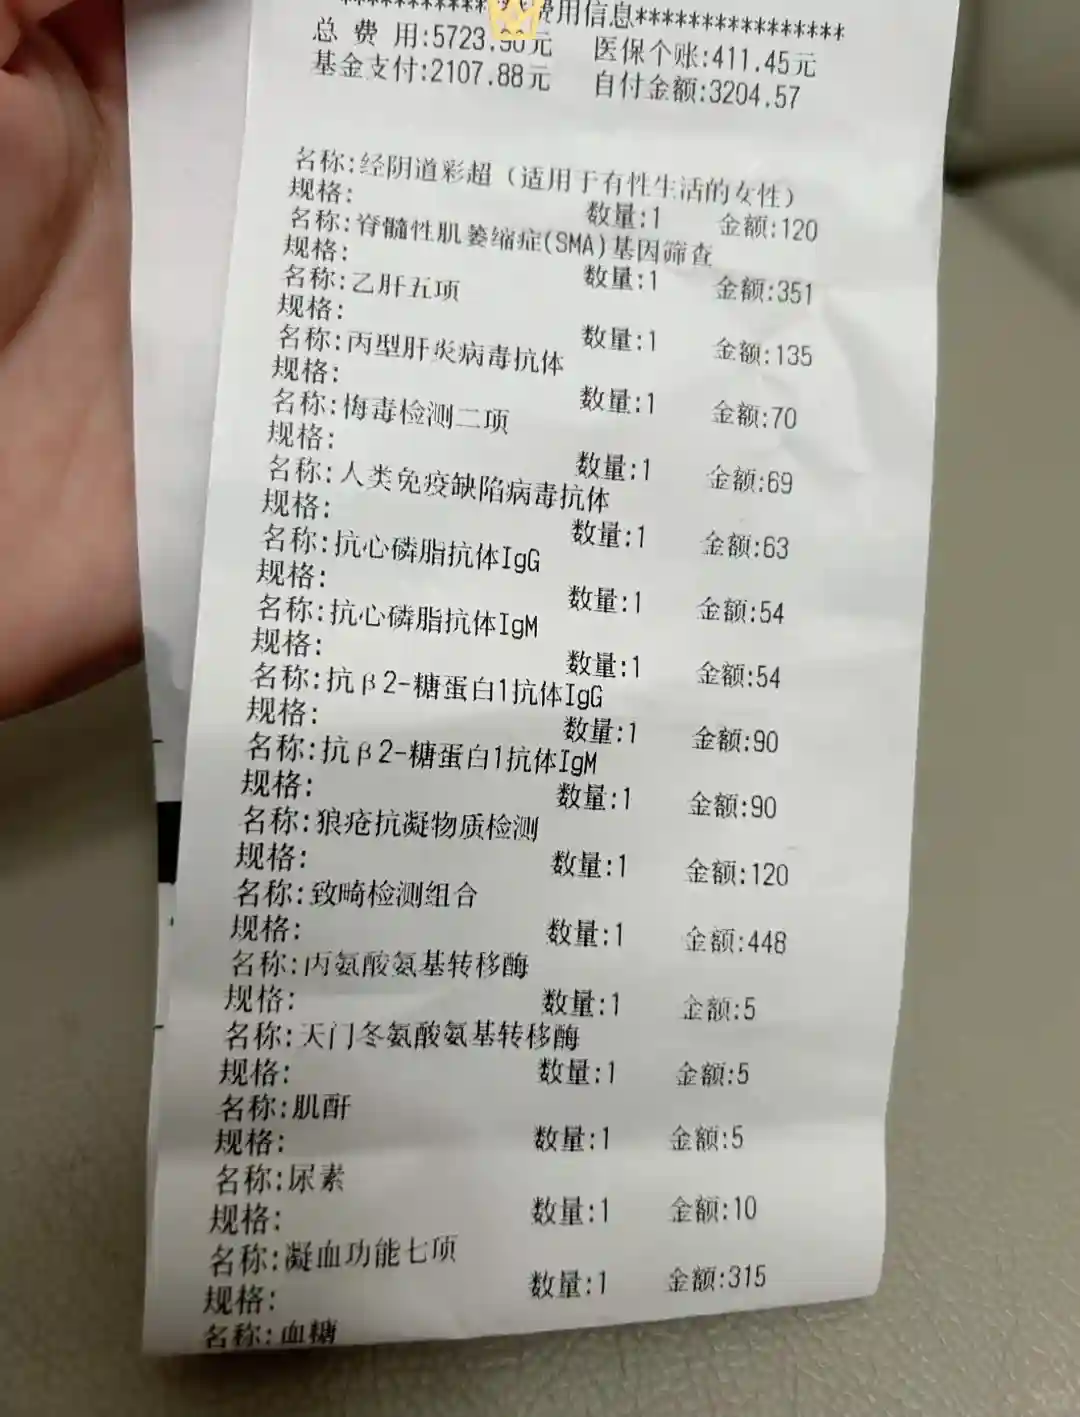 ****************费用信息****************
总 费 用:5723.90元 医保个账:411.45元
基金支付:2107.88元 自付金额:3204.57
名称:经阴道彩超(适用于有性生活的女性)
规格: 数量:1 金额:120
名称:脊髓性肌萎缩症(SMA)基因筛查
规格: 数量:1 金额:351
名称:乙肝五项
规格: 数量:1 金额:135
名称:丙型肝炎病毒抗体
规格: 数量:1 金额:70
名称:梅毒检测二项
规格: 数量:1 金额:69
名称:人类免疫缺陷病毒抗体
规格: 数量:1 金额:63
名称:抗心磷脂抗体IgG
规格: 数量:1 金额:54
名称:抗心磷脂抗体IgM
规格: 数量:1 金额:54
名称:抗β2-糖蛋白1抗体IgG
规格: 数量:1 金额:90
名称:抗β2-糖蛋白1抗体IgM
规格: 数量:1 金额:90
名称:狼疮抗凝物质检测
规格: 数量:1 金额:120
名称:致畸检测组合
规格: 数量:1 金额:448
名称:丙氨酸氨基转移酶
规格: 数量:1 金额:5
名称:天门冬氨酸氨基转移酶
规格: 数量:1 金额:5
名称:肌酐
规格: 数量:1 金额:5
名称:尿素
规格: 数量:1 金额:10
名称:凝血功能七项
规格: 数量:1 金额:315
名称:血糖